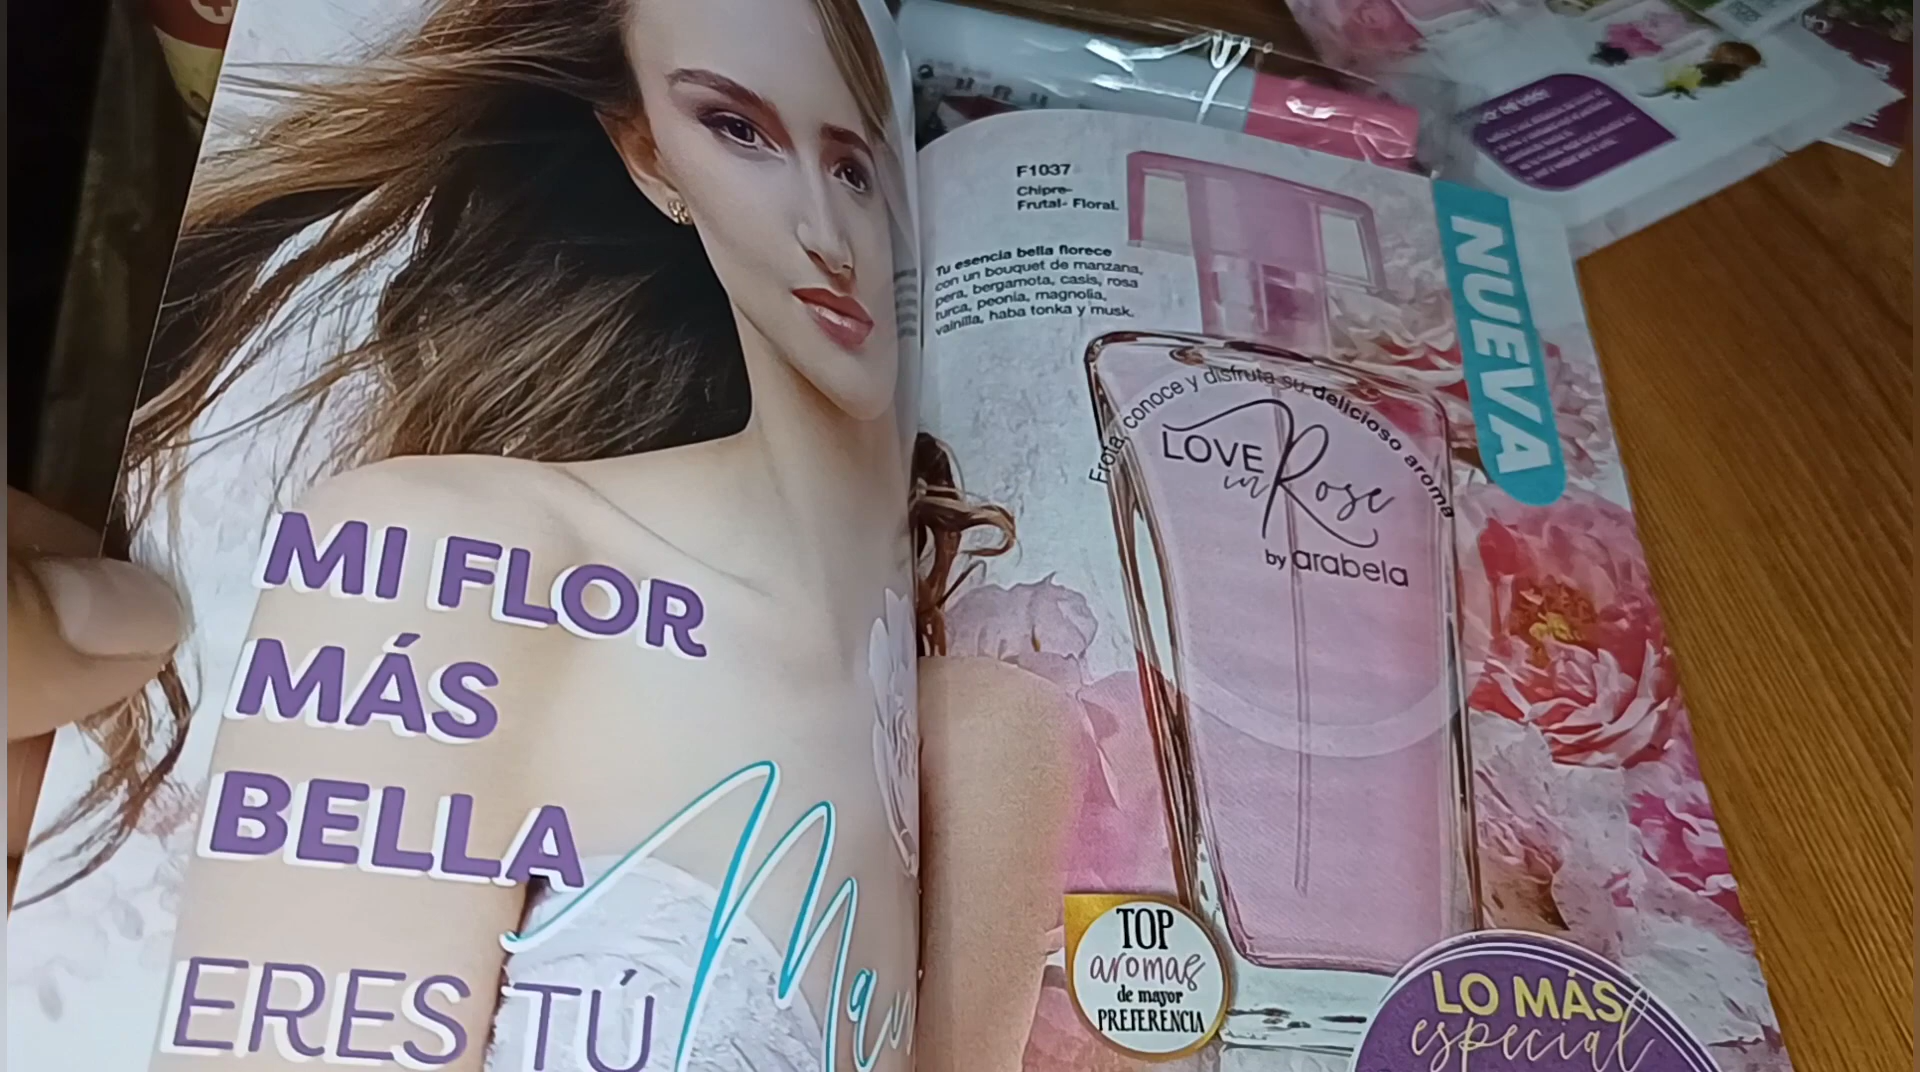 MI FLOR
MÁS
BELLA
ERES TÚ
F1037
Chipre-
Frutal- Floral.
Tu esencia bella florece
con un bouquet de manzana,
pera, bergamota, casis, rosa
turca, peonia, magnolia,
vainilla, haba tonka y musk.
NUEVA
Frota, conoce y disfruta su delicioso aroma
LOVE
in Rose
by arabela
TOP
aromas
de mayor
PREFERENCIA
LO MÁS
especial